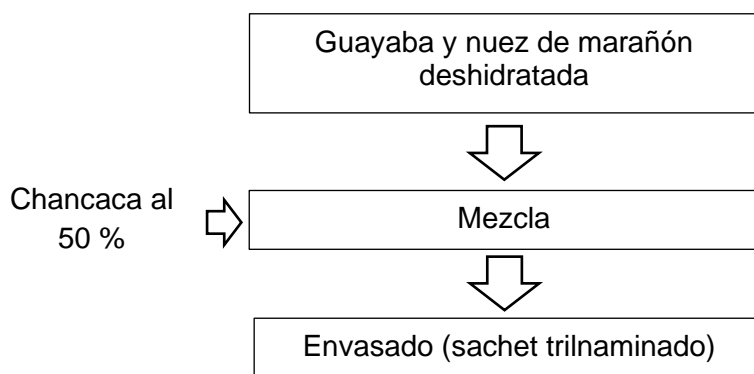 Guayaba y nuez de marañón
deshidratada
Chancaca al
50 %
Mezcla
Envasado (sachet trilnaminado)